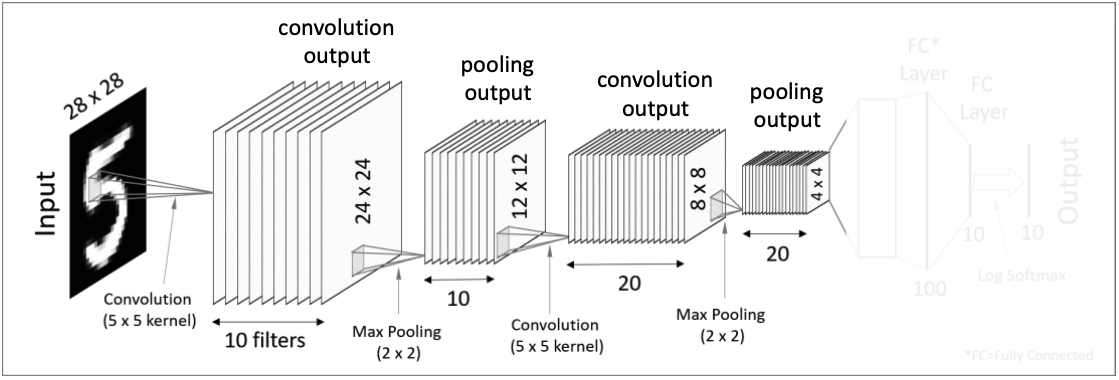 convolution
output
pooling
output
convolution
output
pooling
output
FC*
Layer
FC
Layer
28 x 28
Input
24 x 24
12 x 12
8 x 8
4 x 4
Output
Convolution
(5 x 5 kernel)
10 filters
Max Pooling
(2 x 2)
10
Convolution
(5 x 5 kernel)
20
Max Pooling
(2 x 2)
20
100
10
10
Log Softmax
*FC=Fully Connected